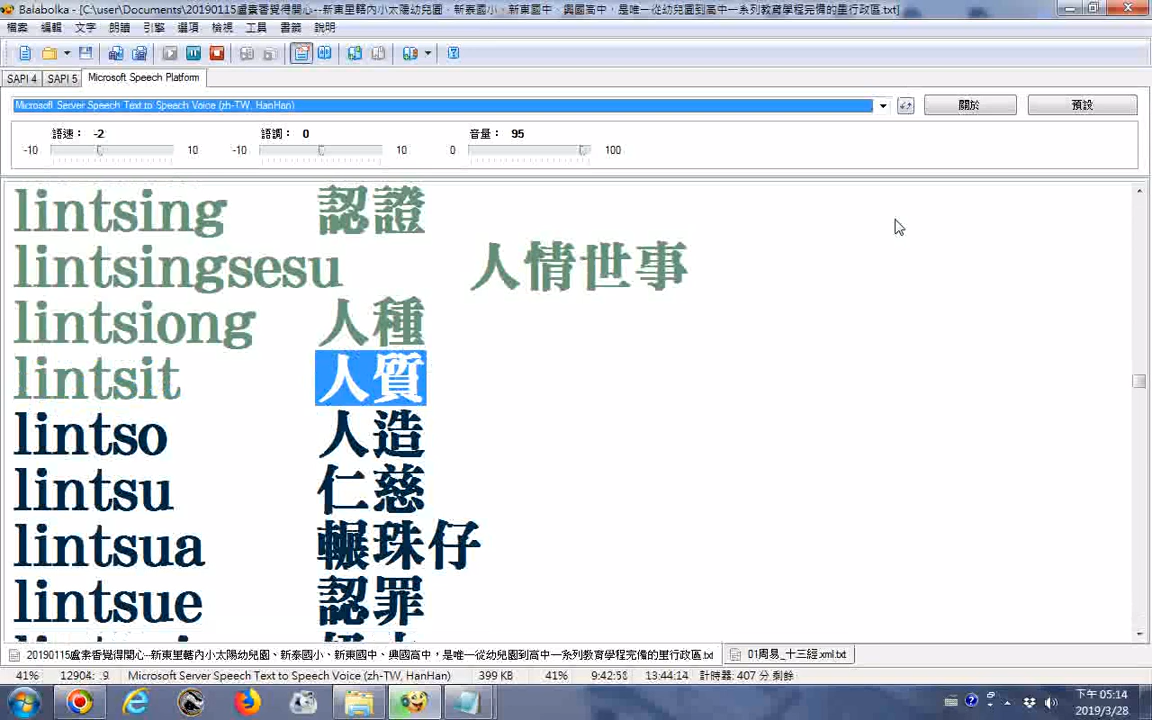 Balabolka - [C:\user\Documents\20190115盧素香覺得開心--新東里轄內小太陽幼兒園、新泰國小、新東國中、興國高中，是唯一從幼兒園到高中一系列教育學程完備的里行政區.txt]
檔案 編輯 文字 朗讀 引擎 選項 檢視 工具 書籤 說明
SAPI 4 SAPI 5 Microsoft Speech Platform
Microsoft Server Speech Text to Speech Voice (zh-TW, HanHan) 關於 預設
語速： -2 語調： 0 音量： 95
-10 10 -10 10 0 100
lintsing 認證
lintsingsesu 人情世事
lintsiong 人種
lintsit 人質
lintso 人造
lintsu 仁慈
lintsua 輾珠仔
lintsue 認罪
20190115盧素香覺得開心--新東里轄內小太陽幼兒園、新泰國小、新東國中、興國高中，是唯一從幼兒園到高中一系列教育學程完備的里行政區.txt 01周易_十三經.xml.txt
41% 12904: 9 Microsoft Server Speech Text to Speech Voice (zh-TW, HanHan) 399 KB 41% 9:42:58 13:44:14 計時器: 407 分 剩餘
下午 05:14
2019/3/28